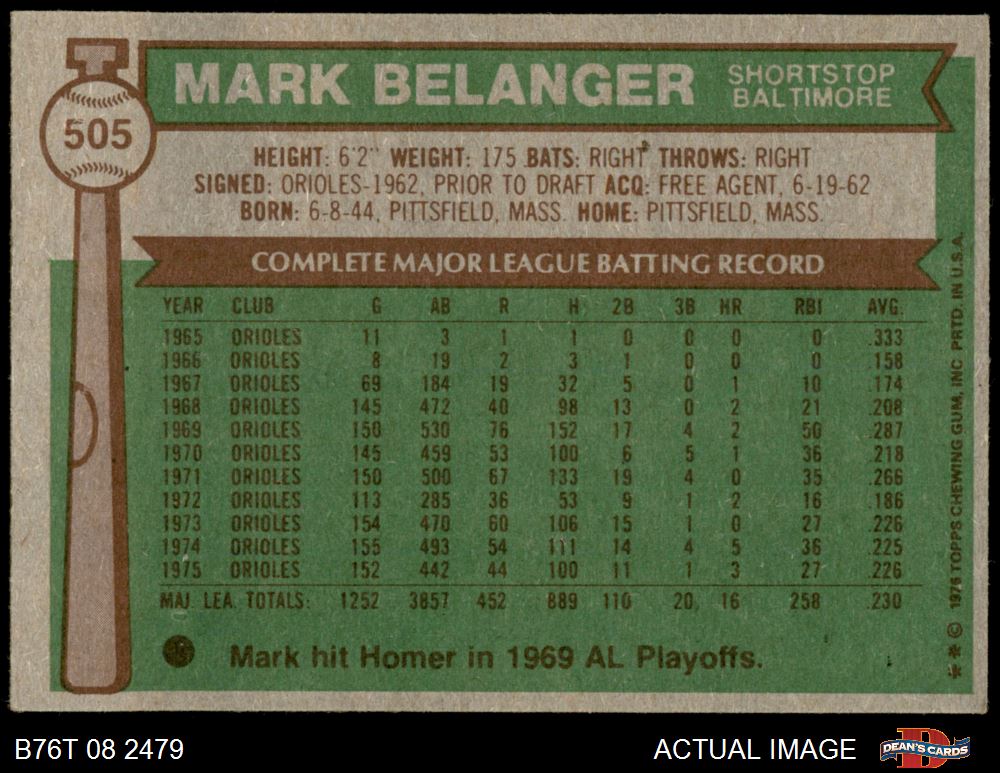 505
MARK BELANGER
SHORTSTOP
BALTIMORE
HEIGHT: 6'2" WEIGHT: 175 BATS: RIGHT THROWS: RIGHT
SIGNED: ORIOLES-1962, PRIOR TO DRAFT ACQ: FREE AGENT, 6-19-62
BORN: 6-8-44, PITTSFIELD, MASS. HOME: PITTSFIELD, MASS.
COMPLETE MAJOR LEAGUE BATTING RECORD
YEAR CLUB G AB R H 2B 3B HR RBI AVG.
1965 ORIOLES 11 3 1 1 0 0 0 0 .333
1966 ORIOLES 8 19 2 3 1 0 0 0 .158
1967 ORIOLES 69 184 19 32 5 0 1 10 .174
1968 ORIOLES 145 472 40 98 13 0 2 21 .208
1969 ORIOLES 150 530 76 152 17 4 2 50 .287
1970 ORIOLES 145 459 53 100 6 5 1 36 .218
1971 ORIOLES 150 500 67 133 19 4 0 35 .266
1972 ORIOLES 113 285 36 53 9 1 2 16 .186
1973 ORIOLES 154 470 60 106 15 1 0 27 .226
1974 ORIOLES 155 493 54 111 14 4 5 36 .225
1975 ORIOLES 152 442 44 100 11 1 3 27 .226
MAJ. LEA. TOTALS: 1252 3857 452 889 110 20 16 258 .230
Mark hit Homer in 1969 AL Playoffs.
** © 1976 TOPPS CHEWING GUM, INC PRTD. IN U.S.A.
B76T 08 2479
ACTUAL IMAGE
DEAN'S CARDS